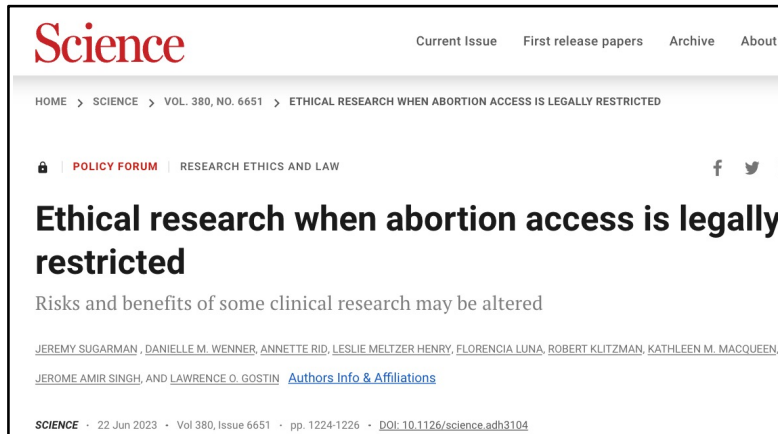 Science
Current Issue First release papers Archive About
HOME > SCIENCE > VOL. 380, NO. 6651 > ETHICAL RESEARCH WHEN ABORTION ACCESS IS LEGALLY RESTRICTED
POLICY FORUM | RESEARCH ETHICS AND LAW
Ethical research when abortion access is legally
restricted
Risks and benefits of some clinical research may be altered
JEREMY SUGARMAN , DANIELLE M. WENNER, ANNETTE RID, LESLIE MELTZER HENRY, FLORENCIA LUNA, ROBERT KLITZMAN, KATHLEEN M. MACQUEEN,
JEROME AMIR SINGH, AND LAWRENCE O. GOSTIN Authors Info & Affiliations
SCIENCE · 22 Jun 2023 · Vol 380, Issue 6651 · pp. 1224-1226 · DOI: 10.1126/science.adh3104